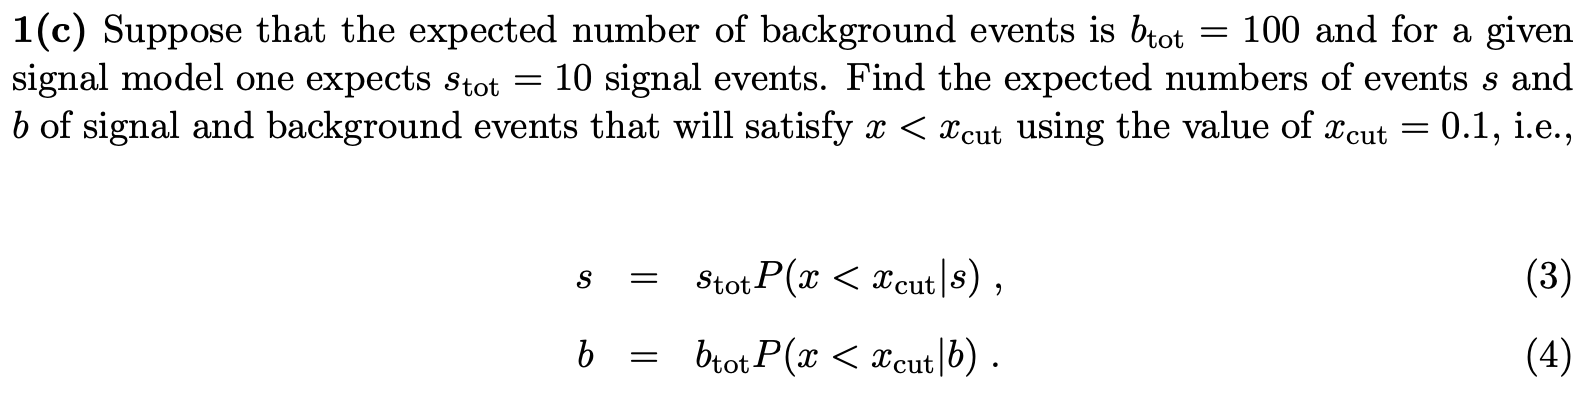 1(c) Suppose that the expected number of background events is b_tot = 100 and for a given
signal model one expects s_tot = 10 signal events. Find the expected numbers of events s and
b of signal and background events that will satisfy x < x_cut using the value of x_cut = 0.1, i.e.,
s = s_tot P(x < x_cut|s) , (3)
b = b_tot P(x < x_cut|b) . (4)